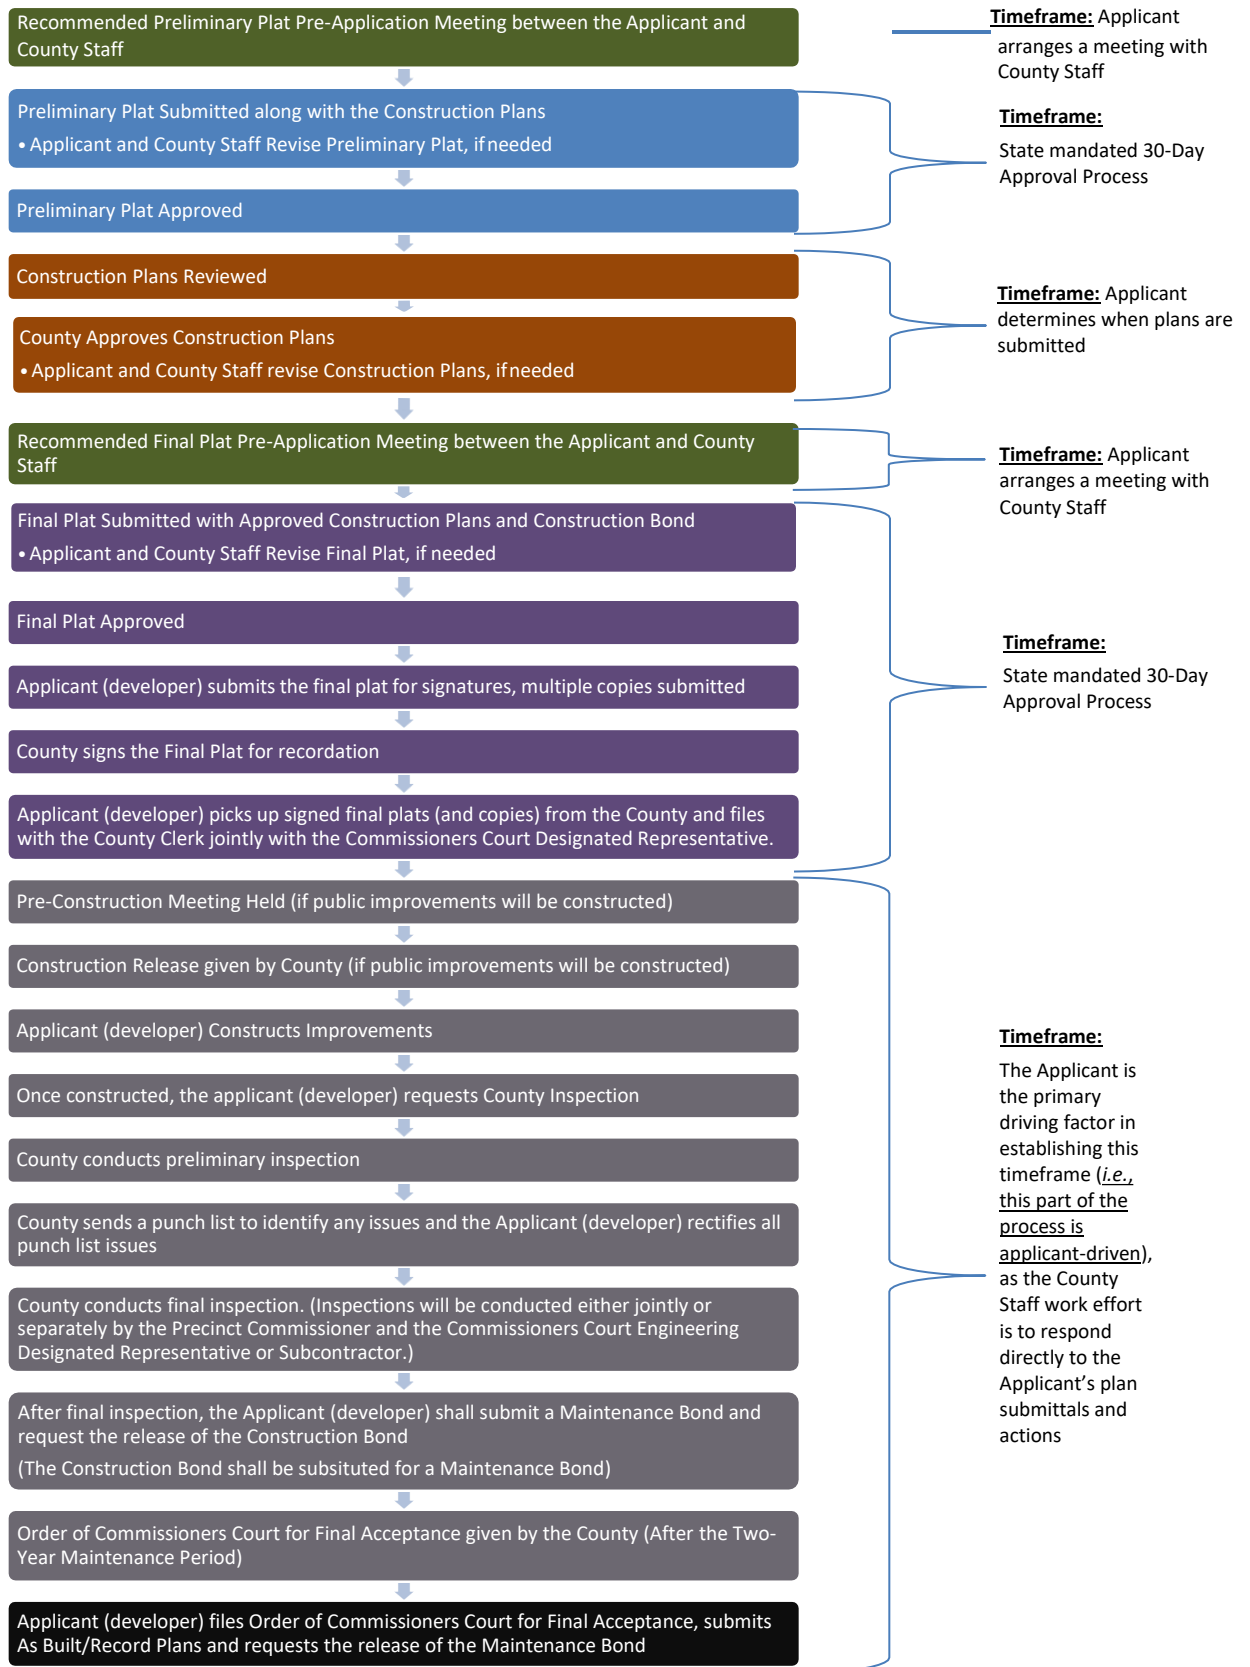 Recommended Preliminary Plat Pre-Application Meeting between the Applicant and
County Staff
Timeframe: Applicant
arranges a meeting with
County Staff
Preliminary Plat Submitted along with the Construction Plans
• Applicant and County Staff Revise Preliminary Plat, if needed
Preliminary Plat Approved
Timeframe:
State mandated 30-Day
Approval Process
Construction Plans Reviewed
County Approves Construction Plans
• Applicant and County Staff revise Construction Plans, if needed
Timeframe: Applicant
determines when plans are
submitted
Recommended Final Plat Pre-Application Meeting between the Applicant and County
Staff
Timeframe: Applicant
arranges a meeting with
County Staff
Final Plat Submitted with Approved Construction Plans and Construction Bond
• Applicant and County Staff Revise Final Plat, if needed
Final Plat Approved
Applicant (developer) submits the final plat for signatures, multiple copies submitted
County signs the Final Plat for recordation
Applicant (developer) picks up signed final plats (and copies) from the County and files
with the County Clerk jointly with the Commissioners Court Designated Representative.
Timeframe:
State mandated 30-Day
Approval Process
Pre-Construction Meeting Held (if public improvements will be constructed)
Construction Release given by County (if public improvements will be constructed)
Applicant (developer) Constructs Improvements
Once constructed, the applicant (developer) requests County Inspection
County conducts preliminary inspection
County sends a punch list to identify any issues and the Applicant (developer) rectifies all
punch list issues
County conducts final inspection. (Inspections will be conducted either jointly or
separately by the Precinct Commissioner and the Commissioners Court Engineering
Designated Representative or Subcontractor.)
After final inspection, the Applicant (developer) shall submit a Maintenance Bond and
request the release of the Construction Bond
(The Construction Bond shall be subsituted for a Maintenance Bond)
Order of Commissioners Court for Final Acceptance given by the County (After the Two-
Year Maintenance Period)
Applicant (developer) files Order of Commissioners Court for Final Acceptance, submits
As Built/Record Plans and requests the release of the Maintenance Bond
Timeframe:
The Applicant is
the primary
driving factor in
establishing this
timeframe (i.e.,
this part of the
process is
applicant-driven),
as the County
Staff work effort
is to respond
directly to the
Applicant’s plan
submittals and
actions